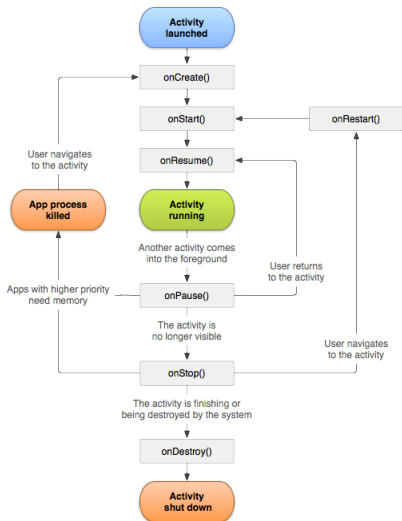 Activity
launched
onCreate()
onStart()
onRestart()
User navigates
to the activity
onResume()
App process
killed
Activity
running
Another activity comes
into the foreground
User returns
to the activity
Apps with higher priority
need memory
onPause()
The activity is
no longer visible
User navigates
to the activity
onStop()
The activity is finishing or
being destroyed by the system
onDestroy()
Activity
shut down